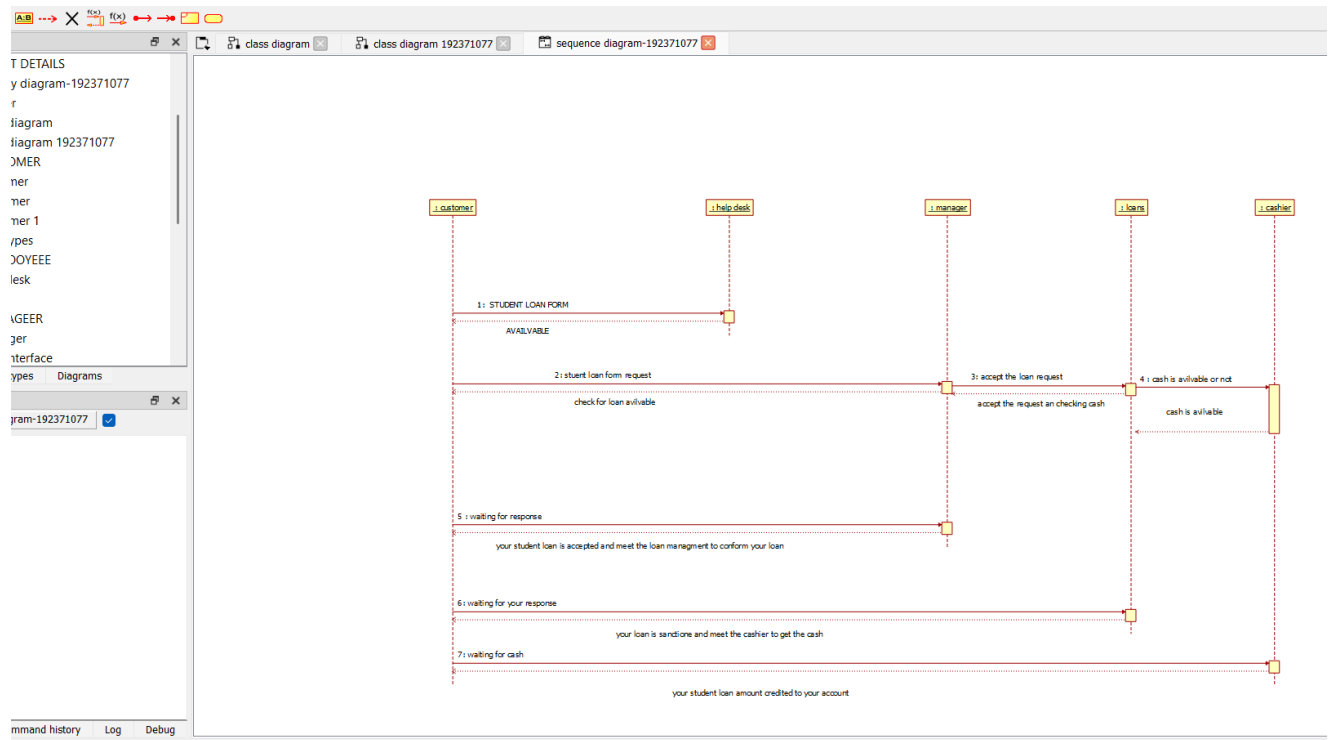 A:B
f(x)
f(x)
class diagram
class diagram 192371077
sequence diagram-192371077
T DETAILS
y diagram-192371077
r
diagram
diagram 192371077
OMER
mer
mer
mer 1
ypes
OOYEEE
lesk
AGEER
ger
nterface
ypes
Diagrams
gram-192371077
ommand history
Log
Debug
: customer
: help desk
: manager
: loans
: cashier
1: STUDENT LOAN FORM
AVAILVABLE
2: stuent loan form request
check for loan avilvable
3: accept the loan request
accept the request an checking cash
4 : cash is avilvable or not
cash is avilvable
5 : waiting for response
your student loan is accepted and meet the loan managment to conform your loan
6: waiting for your response
your loan is sanctione and meet the cashier to get the cash
7: waiting for cash
your student loan amount credited to your account